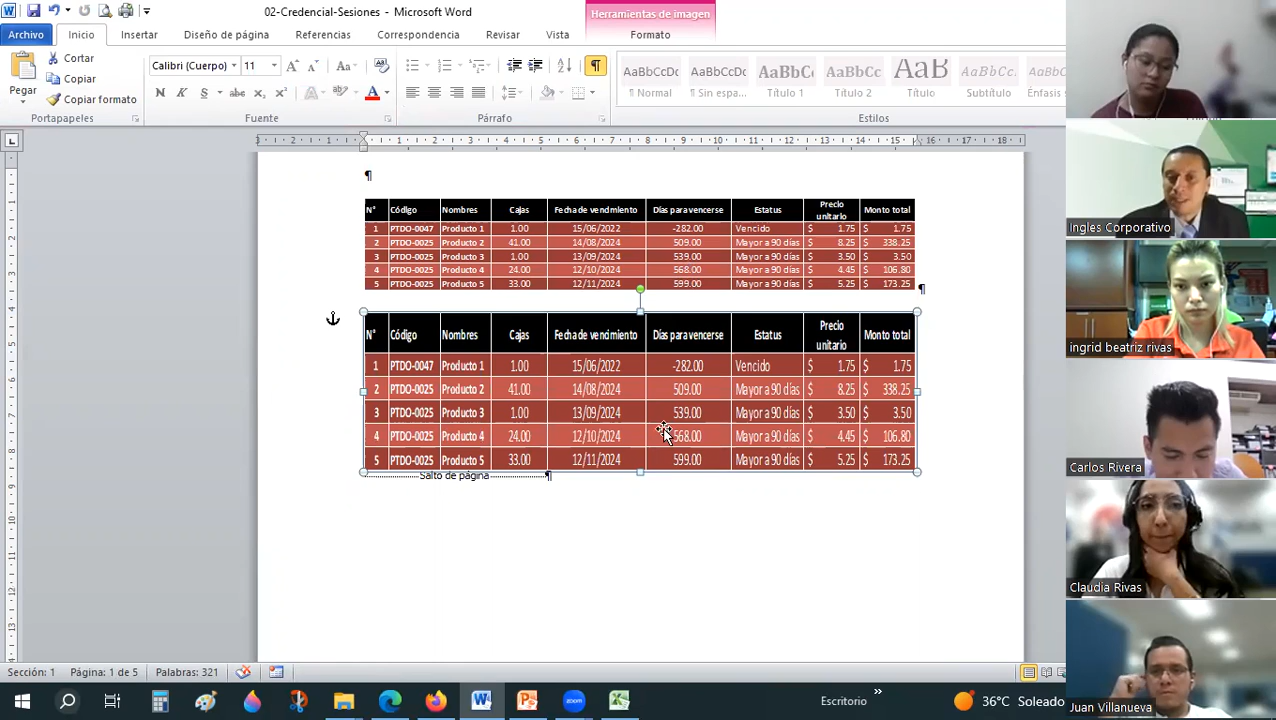 02-Credencial-Sesiones - Microsoft Word
Herramientas de imagen
Archivo Inicio Insertar Diseño de página Referencias Correspondencia Revisar Vista Formato
Pegar
Cortar
Copiar
Copiar formato
Portapapeles
Calibri (Cuerpo) 11
Fuente
Párrafo
AaBbCcDc AaBbCcDc AaBbCc AaBbCc AaB AaBbCcD
¶ Normal ¶ Sin espa... Título 1 Título 2 Título Subtítulo Énfasis
Estilos
N° Código Nombres Cajas Fecha de vendmiento Días para vencerse Estatus Precio unitario Monto total
1 PTDO-0047 Producto 1 1.00 15/06/2022 -282.00 Vencido $ 1.75 $ 1.75
2 PTDO-0025 Producto 2 41.00 14/08/2024 509.00 Mayor a 90 días $ 8.25 $ 338.25
3 PTDO-0025 Producto 3 1.00 13/09/2024 539.00 Mayor a 90 días $ 3.50 $ 3.50
4 PTDO-0025 Producto 4 24.00 12/10/2024 568.00 Mayor a 90 días $ 4.45 $ 106.80
5 PTDO-0025 Producto 5 33.00 12/11/2024 599.00 Mayor a 90 días $ 5.25 $ 173.25
N° Código Nombres Cajas Fecha de vencimiento Días para vencerse Estatus Precio unitario Monto total
1 PTDO-0047 Producto 1 1.00 15/06/2022 -282.00 Vencido $ 1.75 $ 1.75
2 PTDO-0025 Producto 2 41.00 14/08/2024 509.00 Mayor a 90 días $ 8.25 $ 338.25
3 PTDO-0025 Producto 3 1.00 13/09/2024 539.00 Mayor a 90 días $ 3.50 $ 3.50
4 PTDO-0025 Producto 4 24.00 12/10/2024 568.00 Mayor a 90 días $ 4.45 $ 106.80
5 PTDO-0025 Producto 5 33.00 12/11/2024 599.00 Mayor a 90 días $ 5.25 $ 173.25
Salto de página
Sección: 1 Página: 1 de 5 Palabras: 321
Escritorio 36°C Soleado
Ingles Corporativo
ingrid beatriz rivas
Carlos Rivera
Claudia Rivas
Juan Villanueva